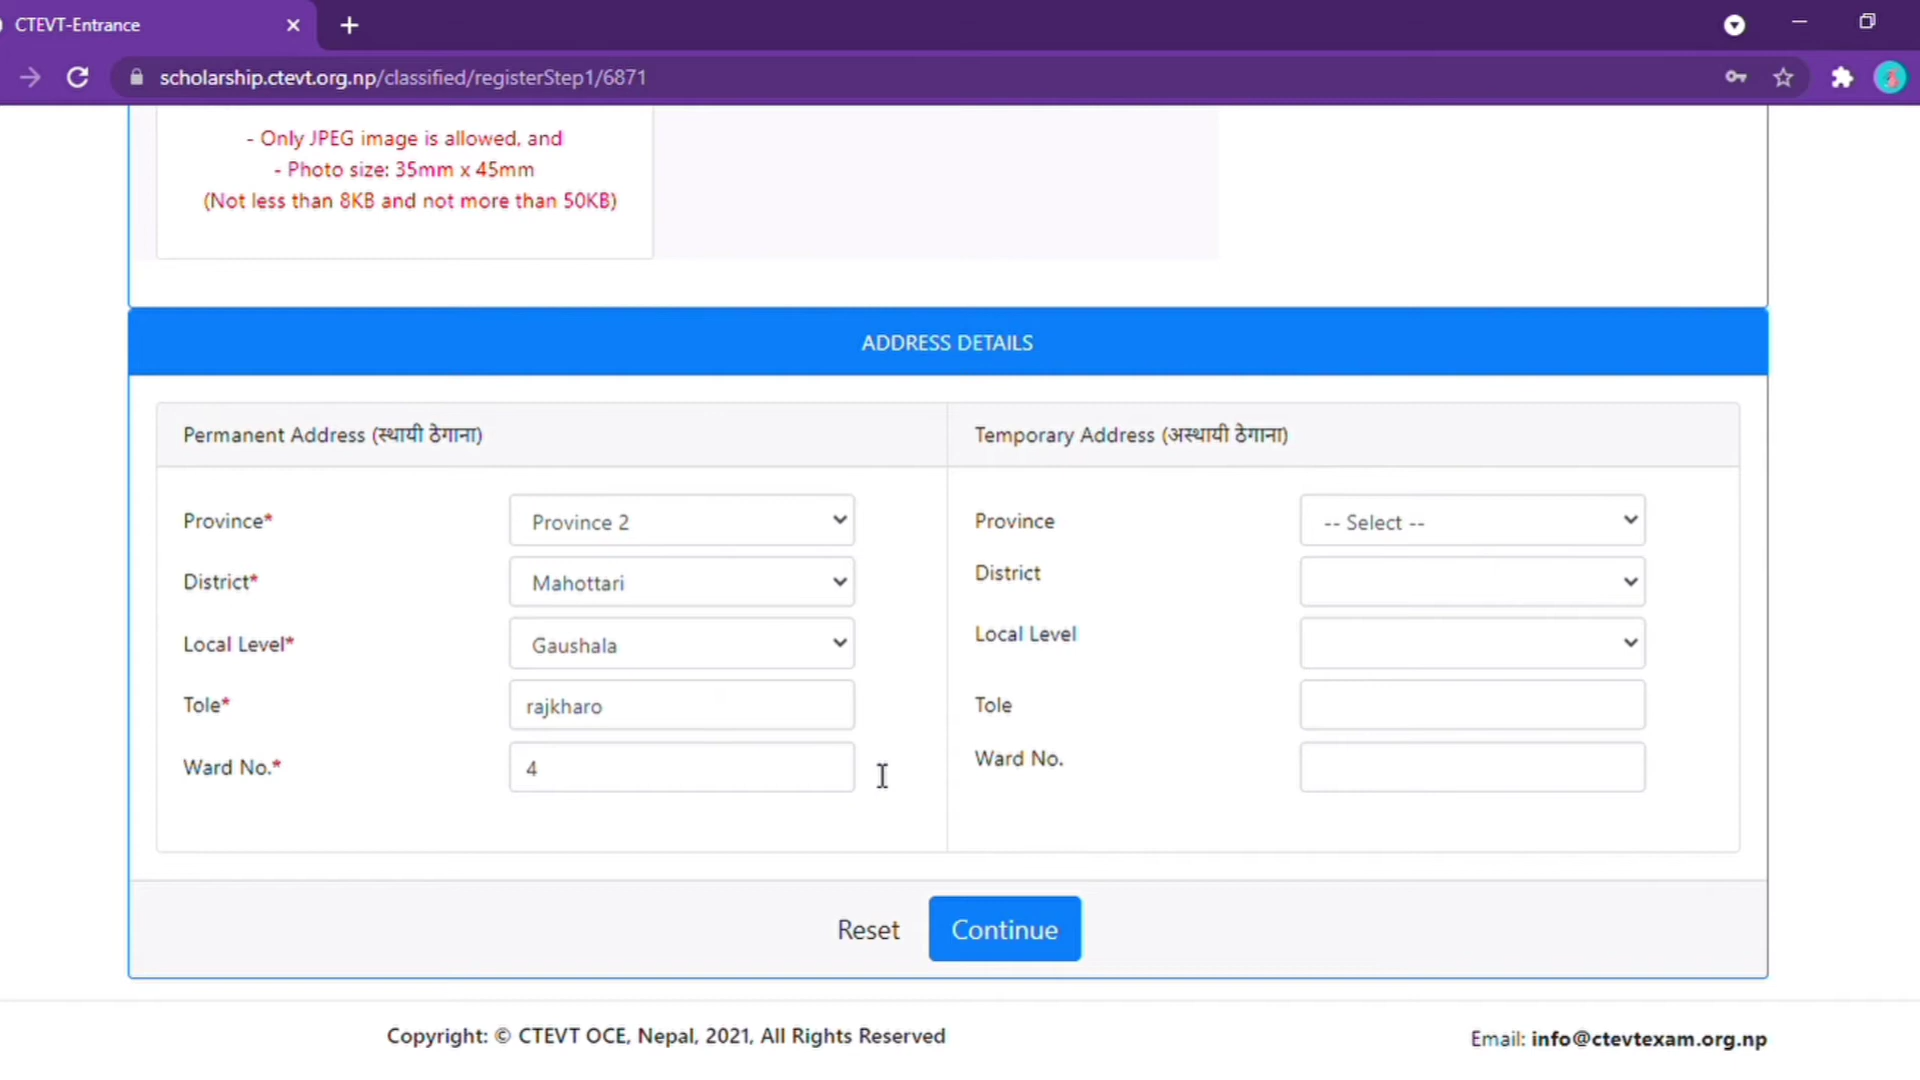 CTEVT-Entrance
scholarship.ctevt.org.np/classified/registerStep1/6871
- Only JPEG image is allowed, and
- Photo size: 35mm x 45mm
(Not less than 8KB and not more than 50KB)
ADDRESS DETAILS
Permanent Address (स्थायी ठेगाना)
Temporary Address (अस्थायी ठेगाना)
Province* Province 2
Province -- Select --
District* Mahottari
District
Local Level* Gaushala
Local Level
Tole* rajkharo
Tole
Ward No.* 4
Ward No.
Reset Continue
Copyright: © CTEVT OCE, Nepal, 2021, All Rights Reserved
Email: info@ctevtexam.org.np